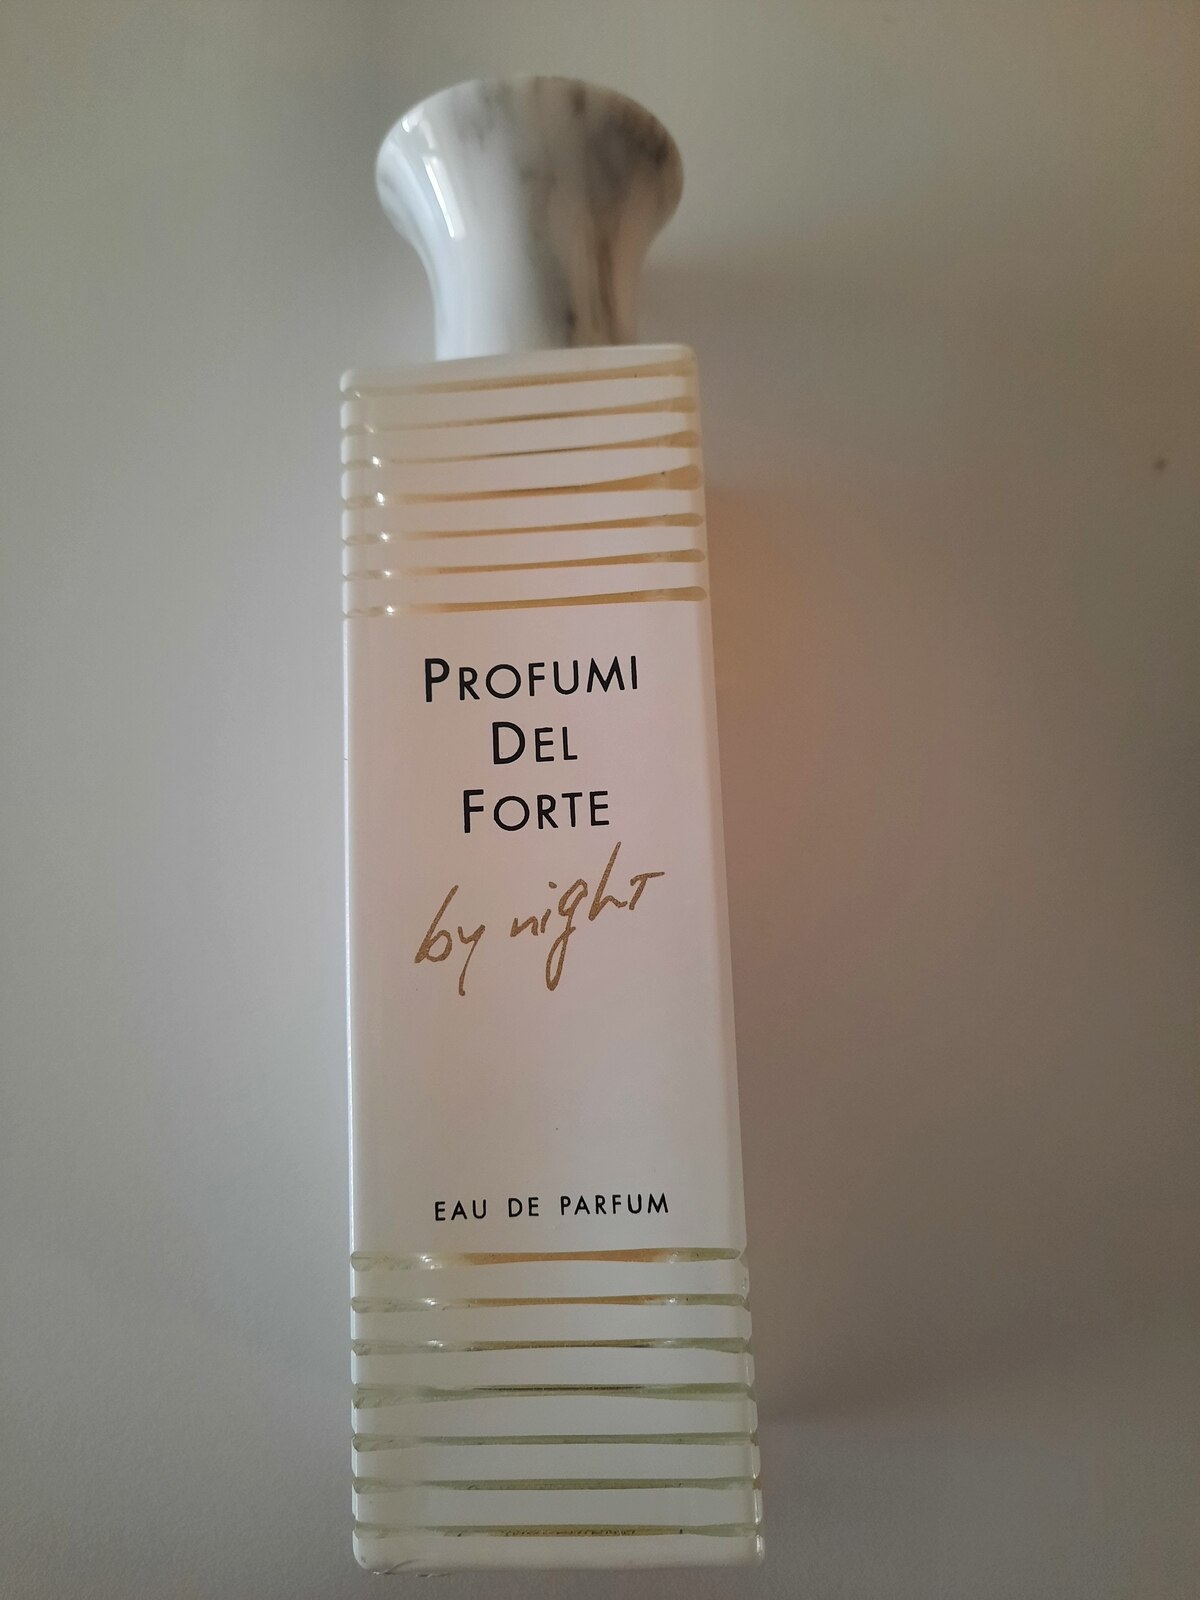 PROFUMI
DEL
FORTE
by night
EAU DE PARFUM